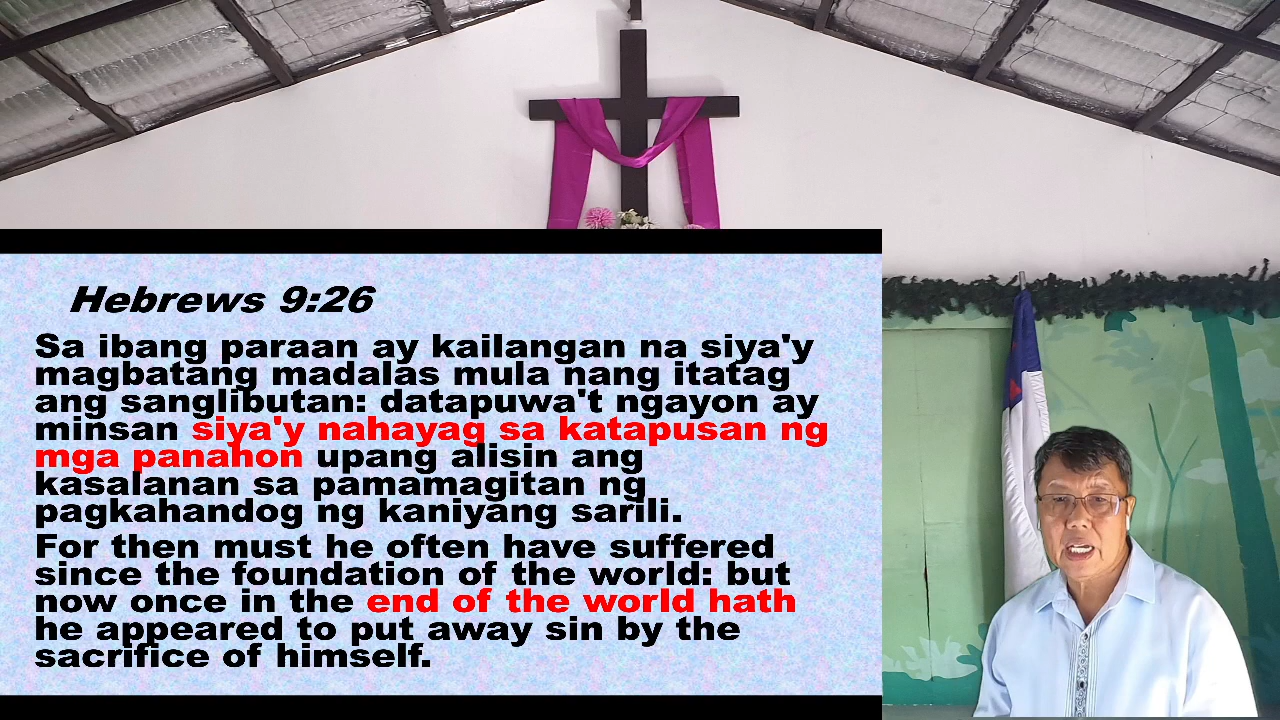 Hebrews 9:26
Sa ibang paraan ay kailangan na siya'y
magbatang madalas mula nang itatag
ang sanglibutan: datapuwa't ngayon ay
minsan siya'y nahayag sa katapusan ng
mga panahon upang alisin ang
kasalanan sa pamamagitan ng
pagkahandog ng kaniyang sarili.
For then must he often have suffered
since the foundation of the world: but
now once in the end of the world hath
he appeared to put away sin by the
sacrifice of himself.